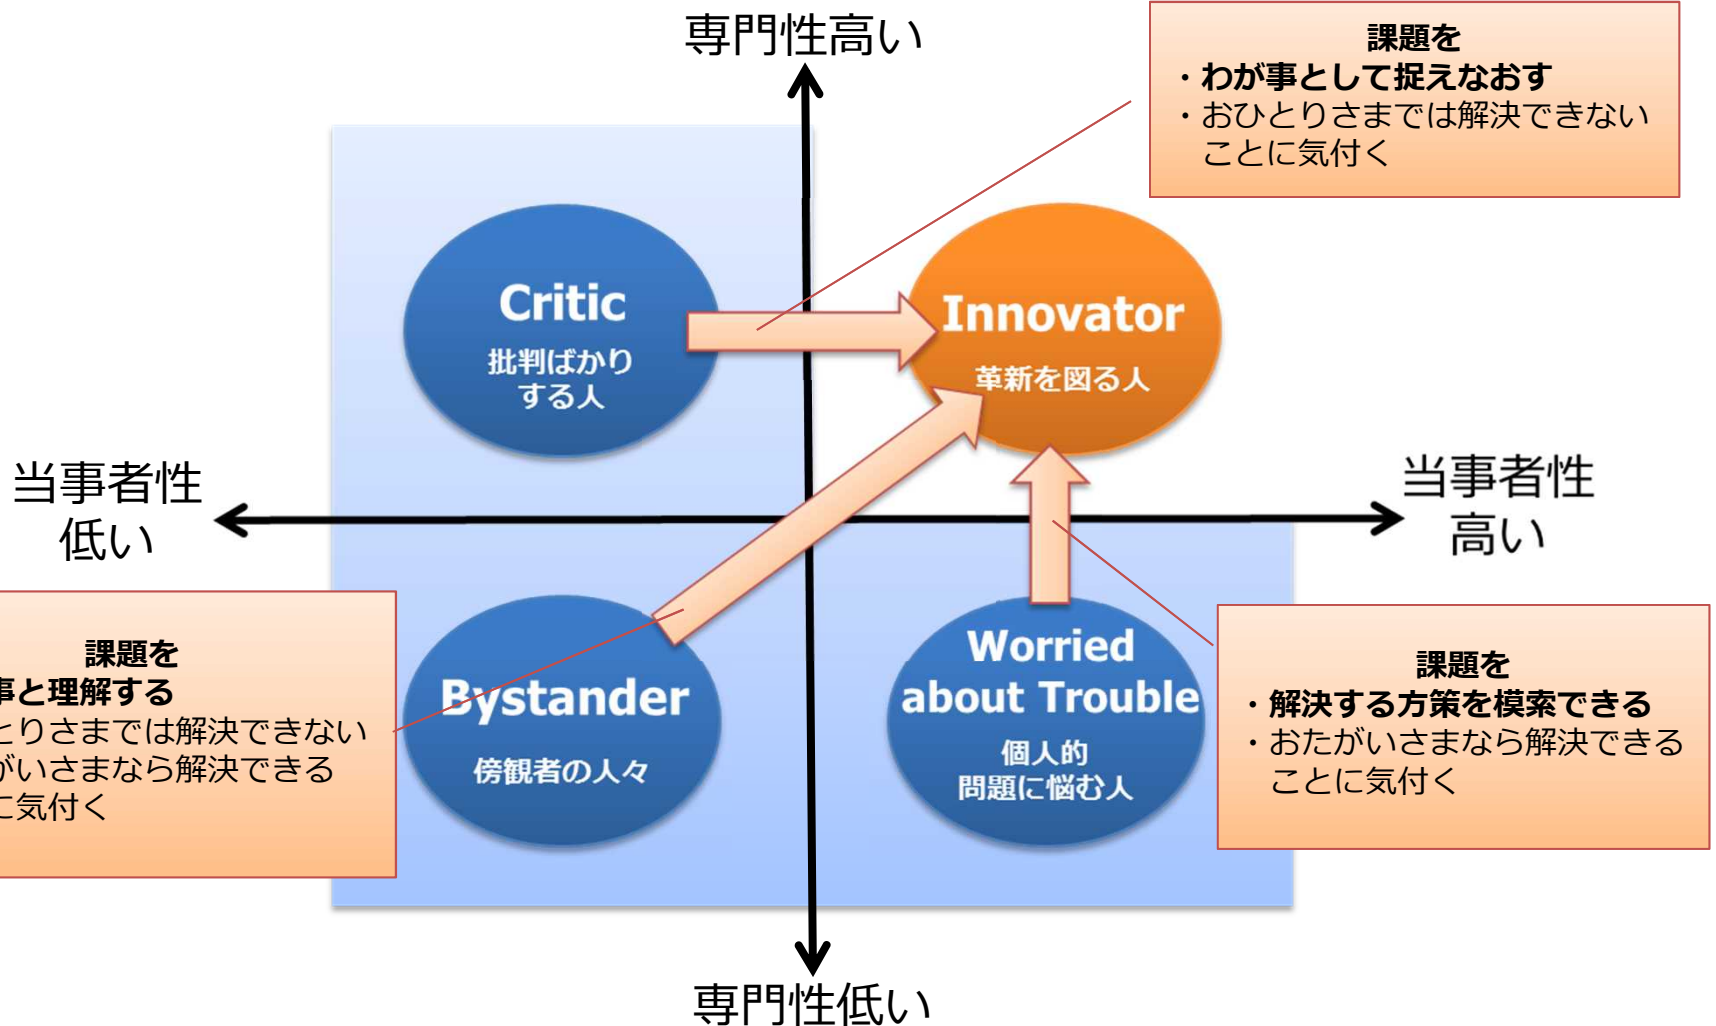 専門性高い
課題を
・わが事として捉えなおす
・おひとりさまでは解決できない
ことに気付く
Critic
批判ばかり
する人
Innovator
革新を図る人
当事者性
低い
当事者性
高い
課題を
事と理解する
とりさまでは解決できない
がいさまなら解決できる
に気付く
Bystander
傍観者の人々
Worried
about Trouble
個人的
問題に悩む人
課題を
・解決する方策を模索できる
・おたがいさまなら解決できる
ことに気付く
専門性低い